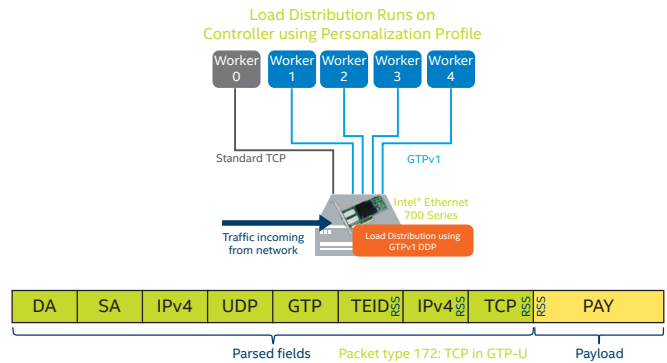 Load Distribution Runs on
Controller using Personalization Profile
Worker
0
Worker
1
Worker
2
Worker
3
Worker
4
Standard TCP
GTPv1
Intel® Ethernet
700 Series
Traffic incoming
from network
Load Distribution using
GTPv1 DDP
DA SA IPv4 UDP GTP TEID RSS IPv4 RSS TCP RSS RSS PAY
Parsed fields Packet type 172: TCP in GTP-U Payload